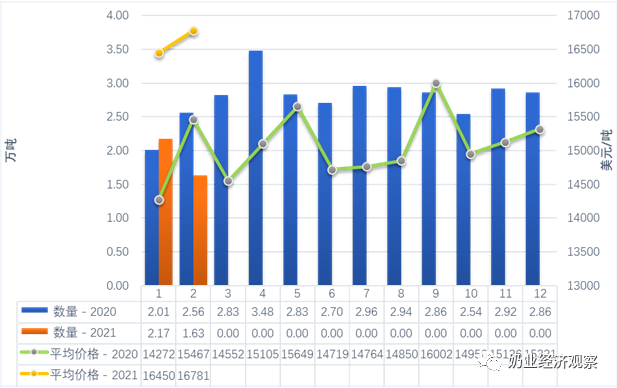 4.00 17000
3.50 16500
3.00 16000
2.50 15500
2.00 15000
1.50 14500
1.00 14000
0.50 13500
0.00 13000
万吨
美元/吨
1 2 3 4 5 6 7 8 9 10 11 12
数量 - 2020 2.01 2.56 2.83 3.48 2.83 2.70 2.96 2.94 2.86 2.54 2.92 2.86
数量 - 2021 2.17 1.63 0.00 0.00 0.00 0.00 0.00 0.00 0.00 0.00 0.00 0.00
平均价格 - 2020 14272 15467 14552 15105 15649 14719 14764 14850 16002
平均价格 - 2021 16450 16781
奶业经济观察